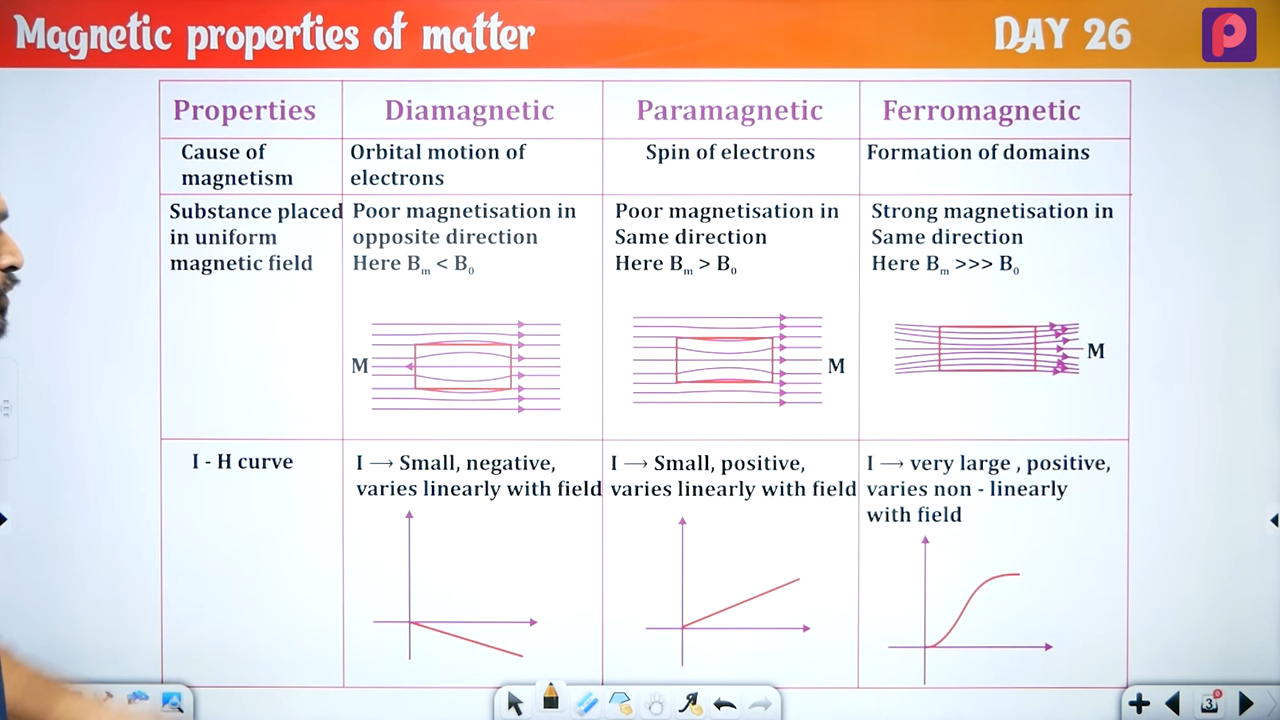 Magnetic properties of matter
DAY 26
Properties
Diamagnetic
Paramagnetic
Ferromagnetic
Cause of
magnetism
Orbital motion of
electrons
Spin of electrons
Formation of domains
Substance placed
in uniform
magnetic field
Poor magnetisation in
opposite direction
Here Bm < B0
M
Poor magnetisation in
Same direction
Here Bm > B0
M
Strong magnetisation in
Same direction
Here Bm >>> B0
M
I - H curve
I → Small, negative,
varies linearly with field
I → Small, positive,
varies linearly with field
I → very large , positive,
varies non - linearly
with field
3